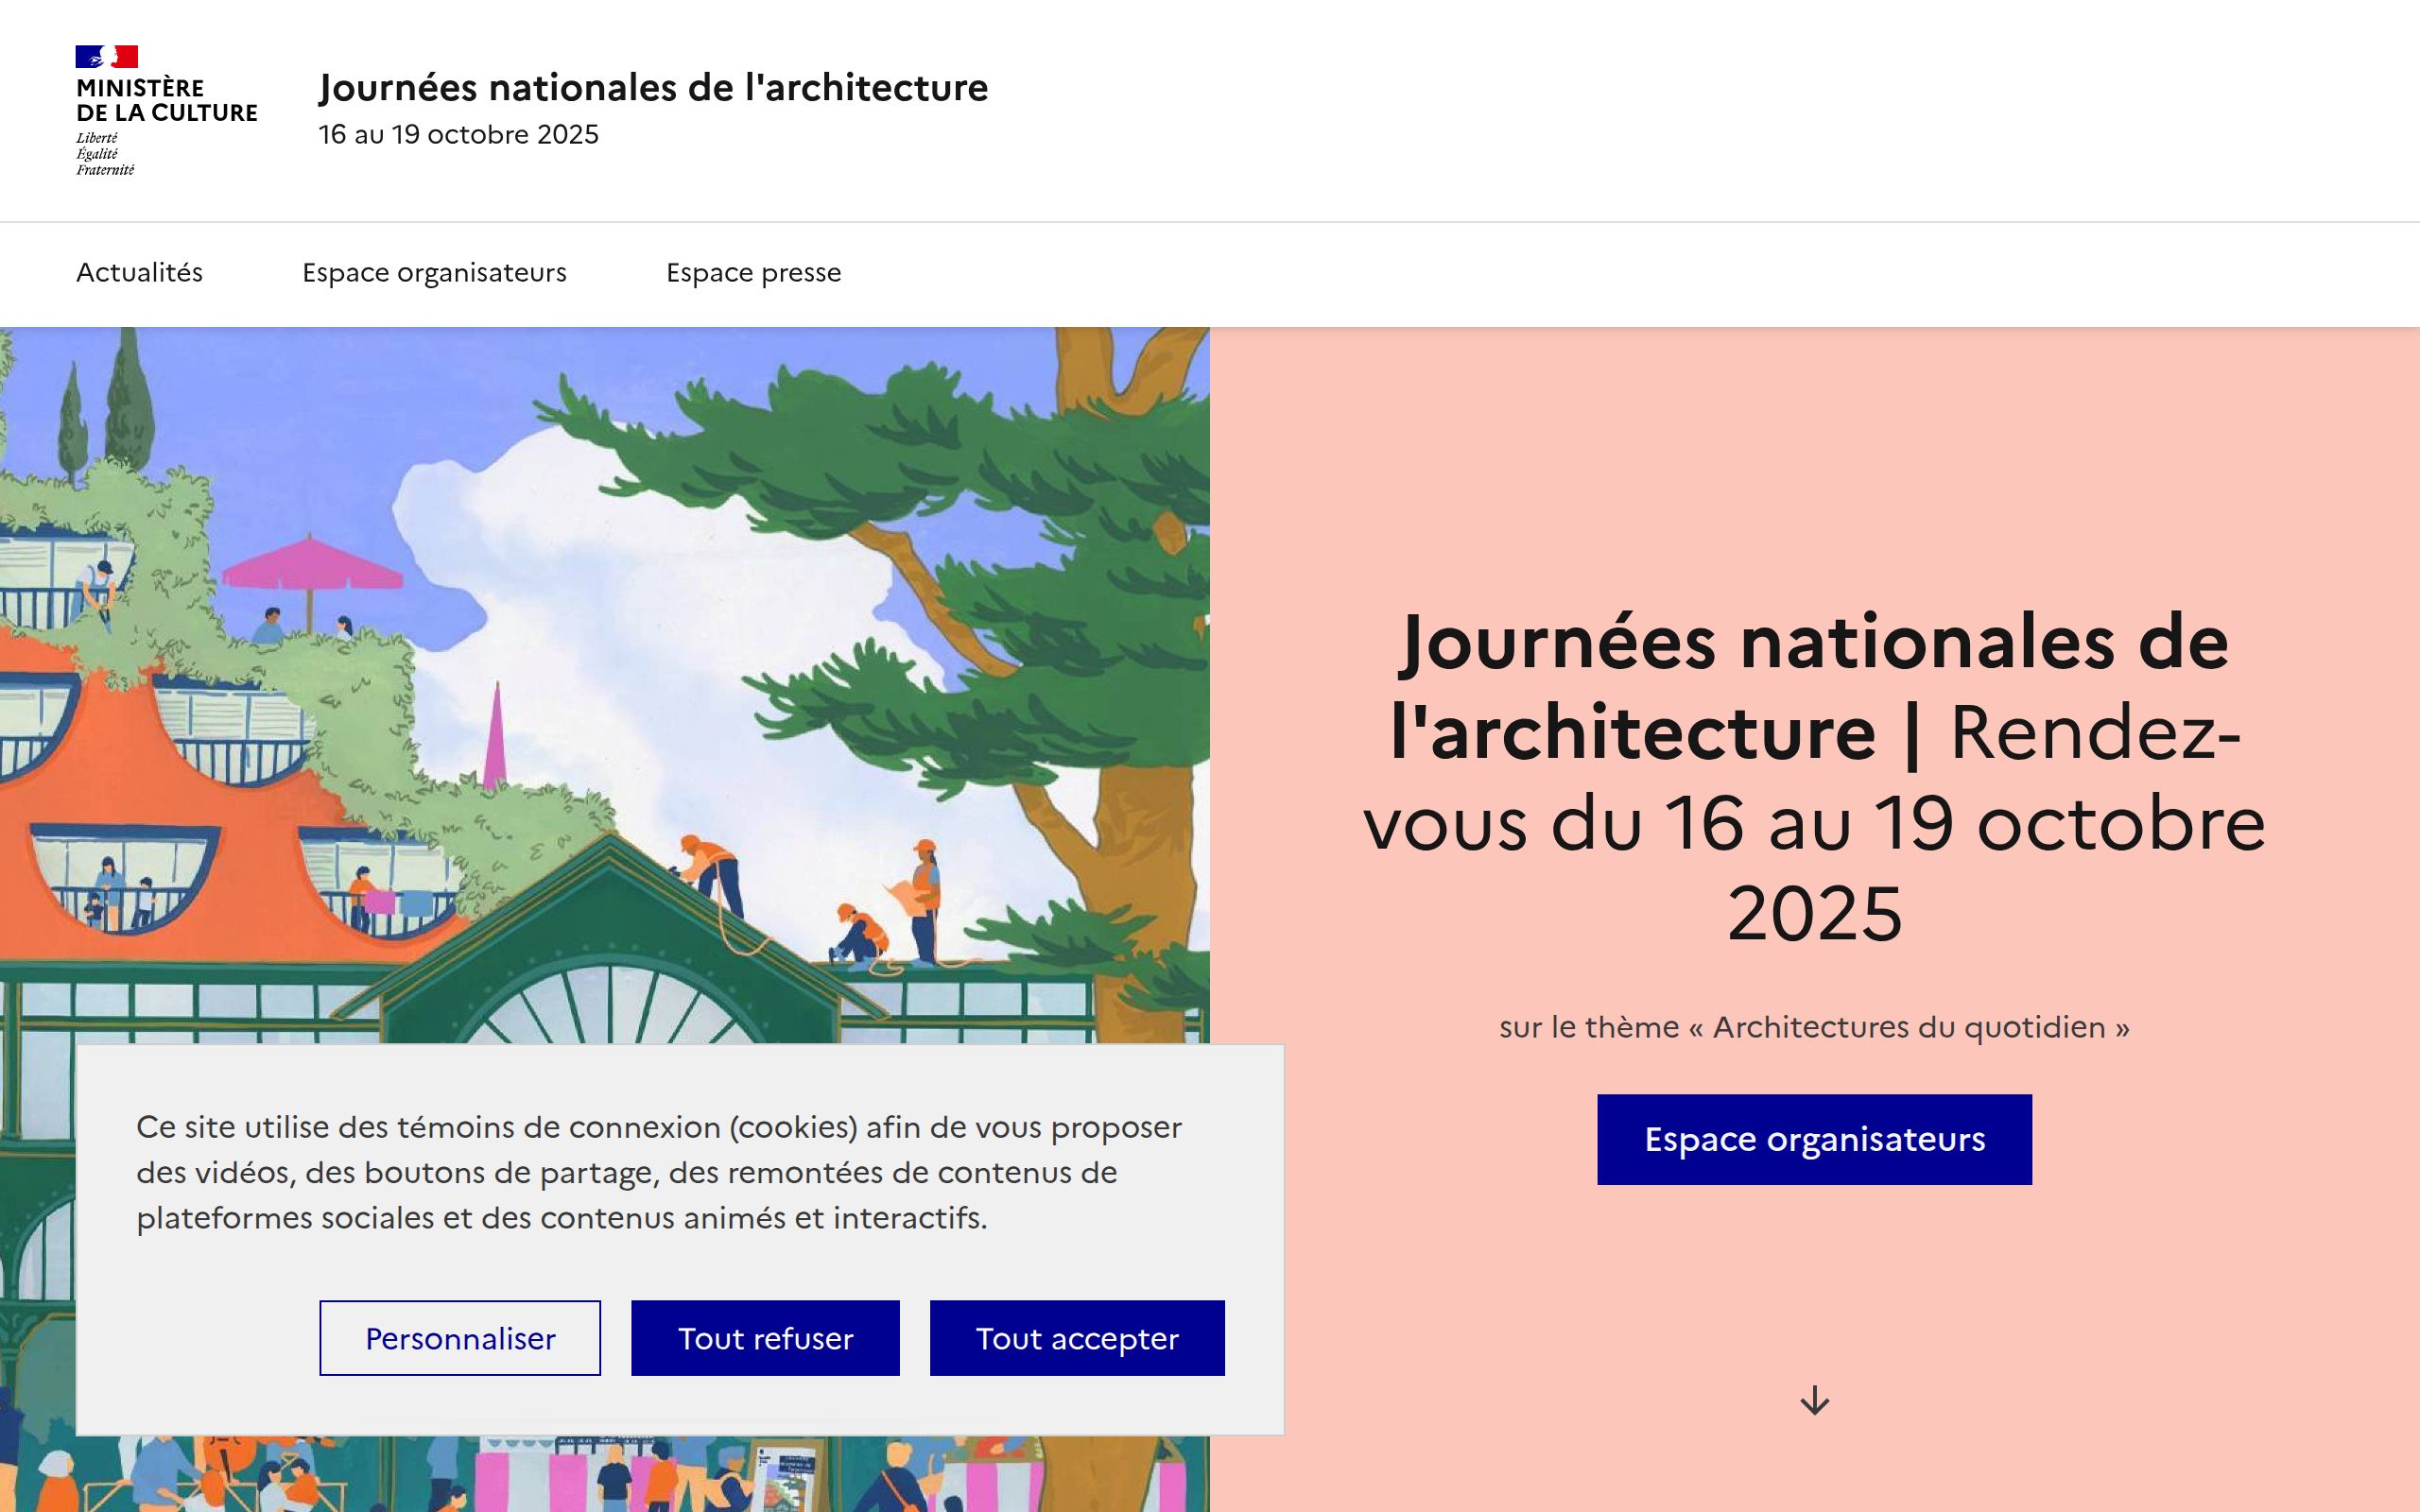 MINISTÈRE
DE LA CULTURE
Liberté
Égalité
Fraternité
Journées nationales de l'architecture
16 au 19 octobre 2025
Actualités
Espace organisateurs
Espace presse
Journées nationales de
l'architecture | Rendez-
vous du 16 au 19 octobre
2025
sur le thème « Architectures du quotidien »
Espace organisateurs
Ce site utilise des témoins de connexion (cookies) afin de vous proposer
des vidéos, des boutons de partage, des remontées de contenus de
plateformes sociales et des contenus animés et interactifs.
Personnaliser
Tout refuser
Tout accepter